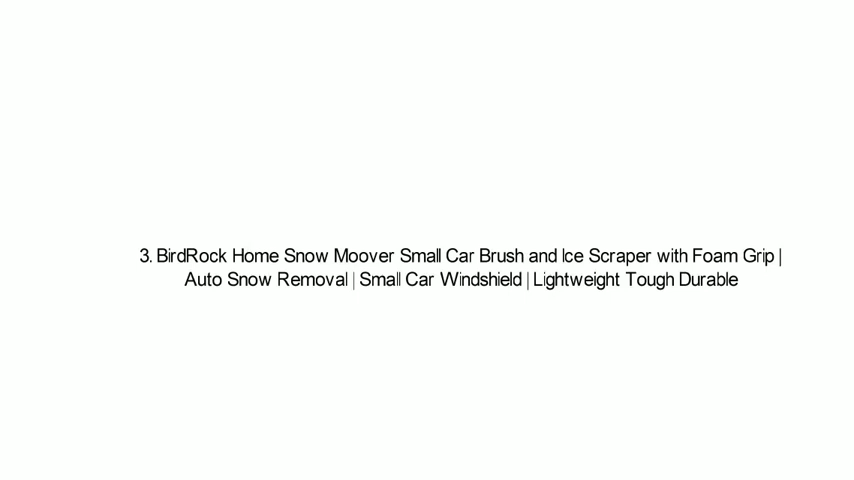 3. BirdRock Home Snow Moover Small Car Brush and Ice Scraper with Foam Grip |
Auto Snow Removal | Small Car Windshield | Lightweight Tough Durable